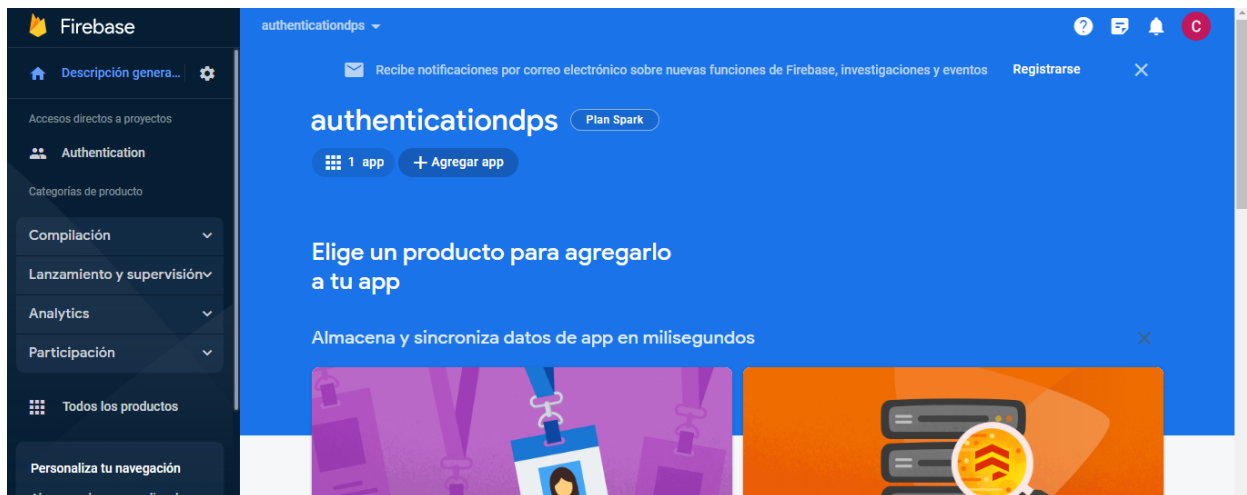 Firebase
authenticationdps
C
Descripción genera...
Recibe notificaciones por correo electrónico sobre nuevas funciones de Firebase, investigaciones y eventos
Registrarse
Accesos directos a proyectos
Authentication
Categorías de producto
Compilación
Lanzamiento y supervisión
Analytics
Participación
Todos los productos
Personaliza tu navegación
authenticationdps
Plan Spark
1 app
+ Agregar app
Elige un producto para agregarlo
a tu app
Almacena y sincroniza datos de app en milisegundos